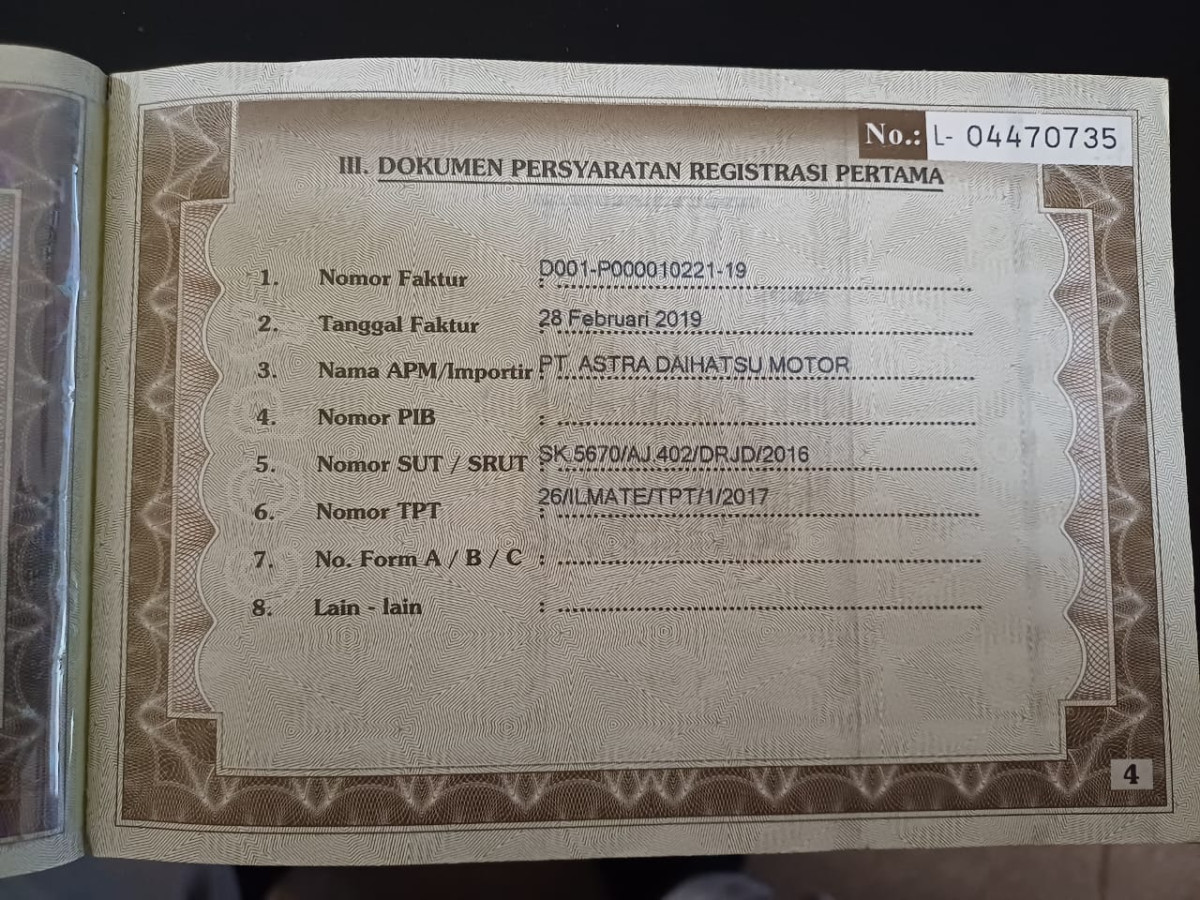 No.: L- 04470735
III. DOKUMEN PERSYARATAN REGISTRASI PERTAMA
1. Nomor Faktur : D001-P000010221-19
2. Tanggal Faktur : 28 Februari 2019
3. Nama APM/Importir : PT. ASTRA DAIHATSU MOTOR
4. Nomor PIB :
5. Nomor SUT / SRUT : SK.5670/AJ.402/DRJD/2016
6. Nomor TPT : 26/ILMATE/TPT/1/2017
7. No. Form A / B / C :
8. Lain - lain :
4